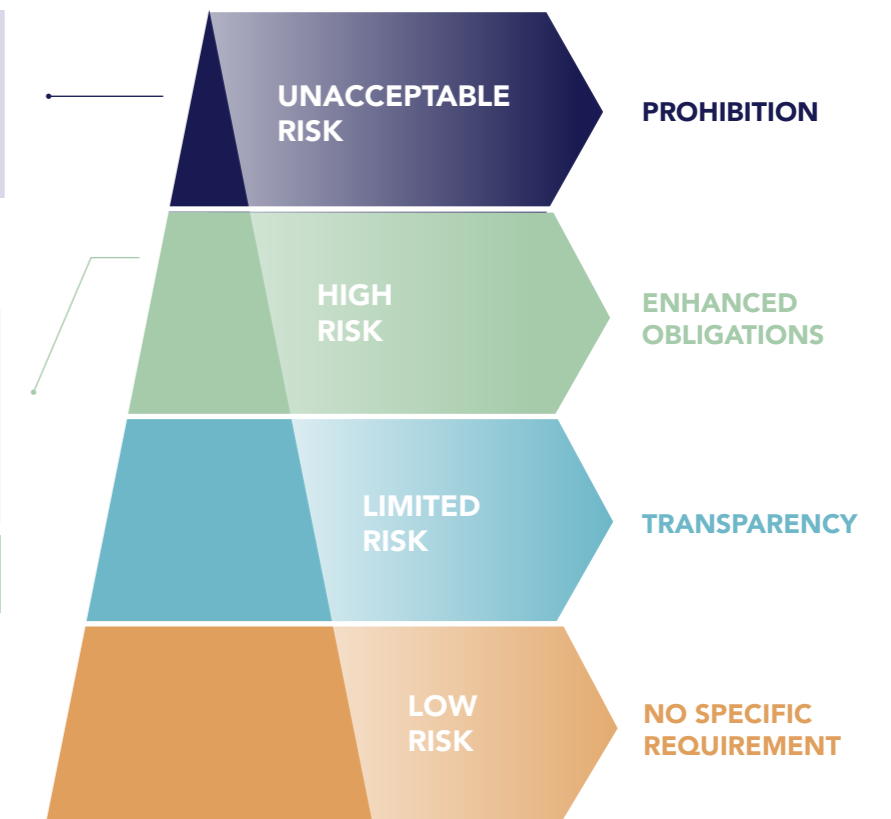 UNACCEPTABLE
RISK
PROHIBITION
HIGH
RISK
ENHANCED
OBLIGATIONS
LIMITED
RISK
TRANSPARENCY
LOW
RISK
NO SPECIFIC
REQUIREMENT